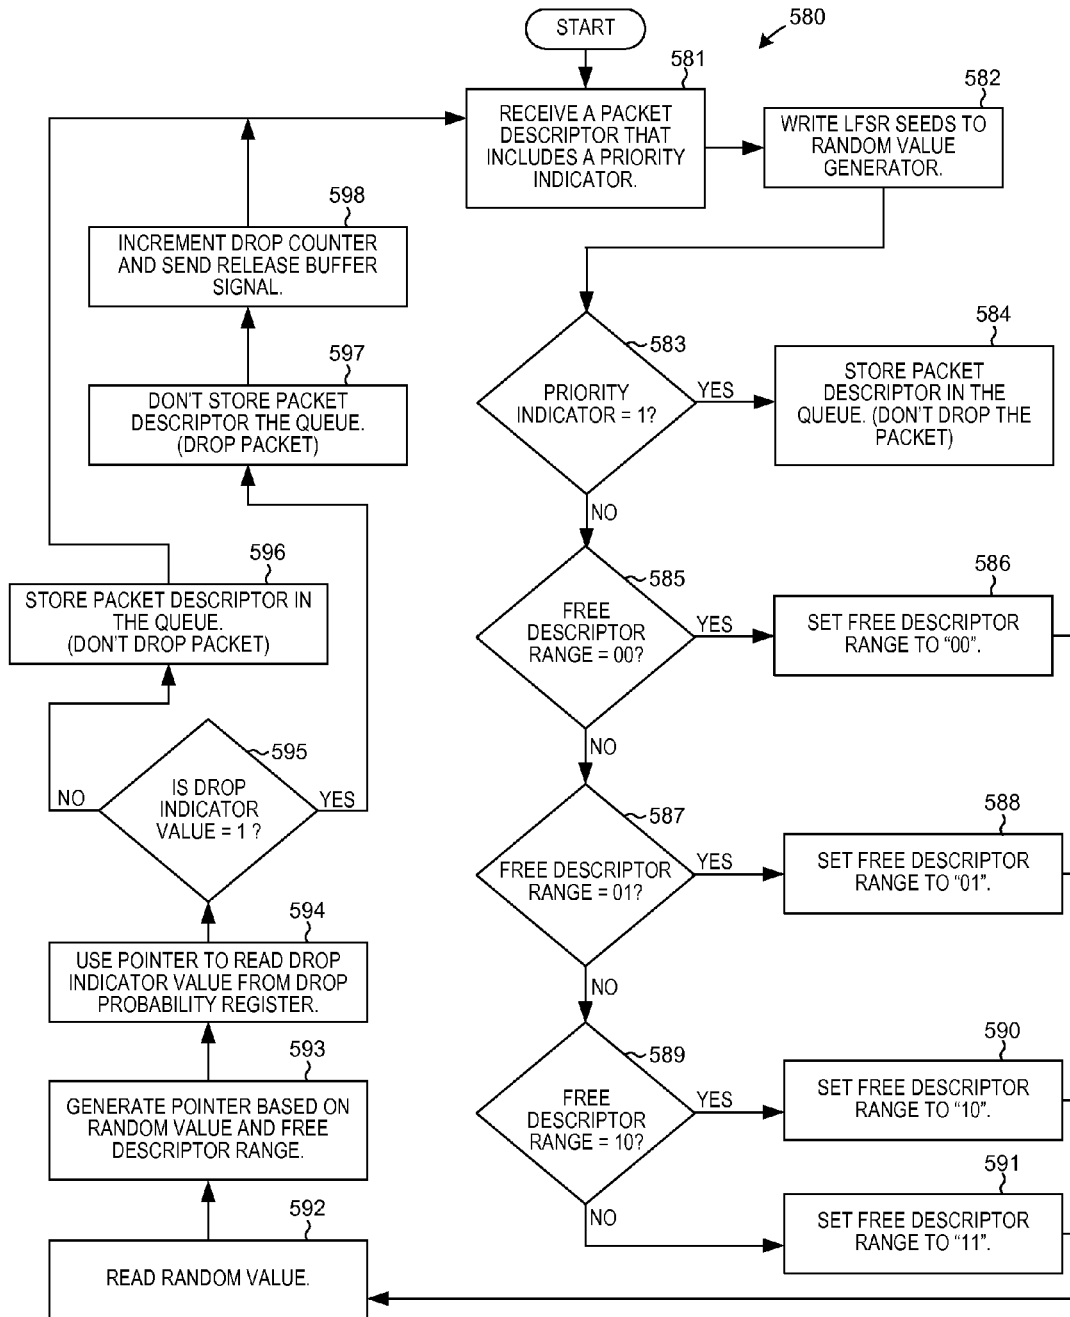 START
580
581
RECEIVE A PACKET
DESCRIPTOR THAT
INCLUDES A PRIORITY
INDICATOR.
582
WRITE LFSR SEEDS TO
RANDOM VALUE
GENERATOR.
598
INCREMENT DROP COUNTER
AND SEND RELEASE BUFFER
SIGNAL.
583
PRIORITY
INDICATOR = 1?
YES
NO
584
STORE PACKET
DESCRIPTOR IN THE
QUEUE. (DON'T DROP THE
PACKET)
597
DON'T STORE PACKET
DESCRIPTOR THE QUEUE.
(DROP PACKET)
596
STORE PACKET DESCRIPTOR IN
THE QUEUE.
(DON'T DROP PACKET)
585
FREE
DESCRIPTOR
RANGE = 00?
YES
NO
586
SET FREE DESCRIPTOR
RANGE TO “00”.
595
IS DROP
INDICATOR
VALUE = 1 ?
NO
YES
587
FREE DESCRIPTOR
RANGE = 01?
YES
NO
588
SET FREE DESCRIPTOR
RANGE TO “01”.
594
USE POINTER TO READ DROP
INDICATOR VALUE FROM DROP
PROBABILITY REGISTER.
593
GENERATE POINTER BASED ON
RANDOM VALUE AND FREE
DESCRIPTOR RANGE.
589
FREE
DESCRIPTOR
RANGE = 10?
YES
NO
590
SET FREE DESCRIPTOR
RANGE TO “10”.
591
SET FREE DESCRIPTOR
RANGE TO “11”.
592
READ RANDOM VALUE.